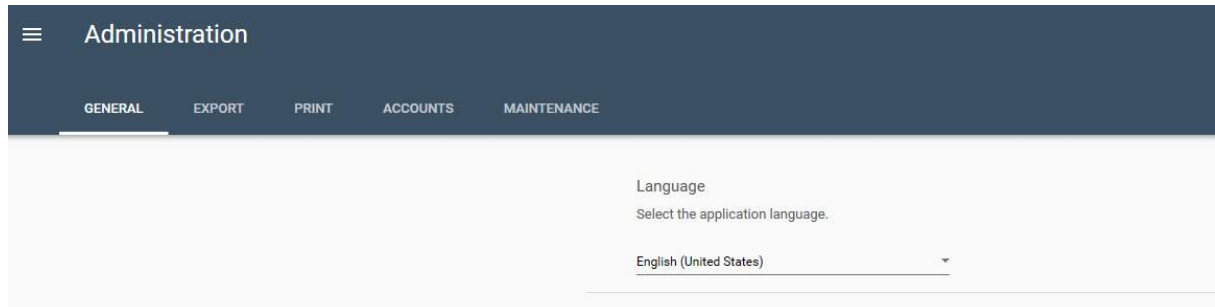 Administration
GENERAL EXPORT PRINT ACCOUNTS MAINTENANCE
Language
Select the application language.
English (United States)